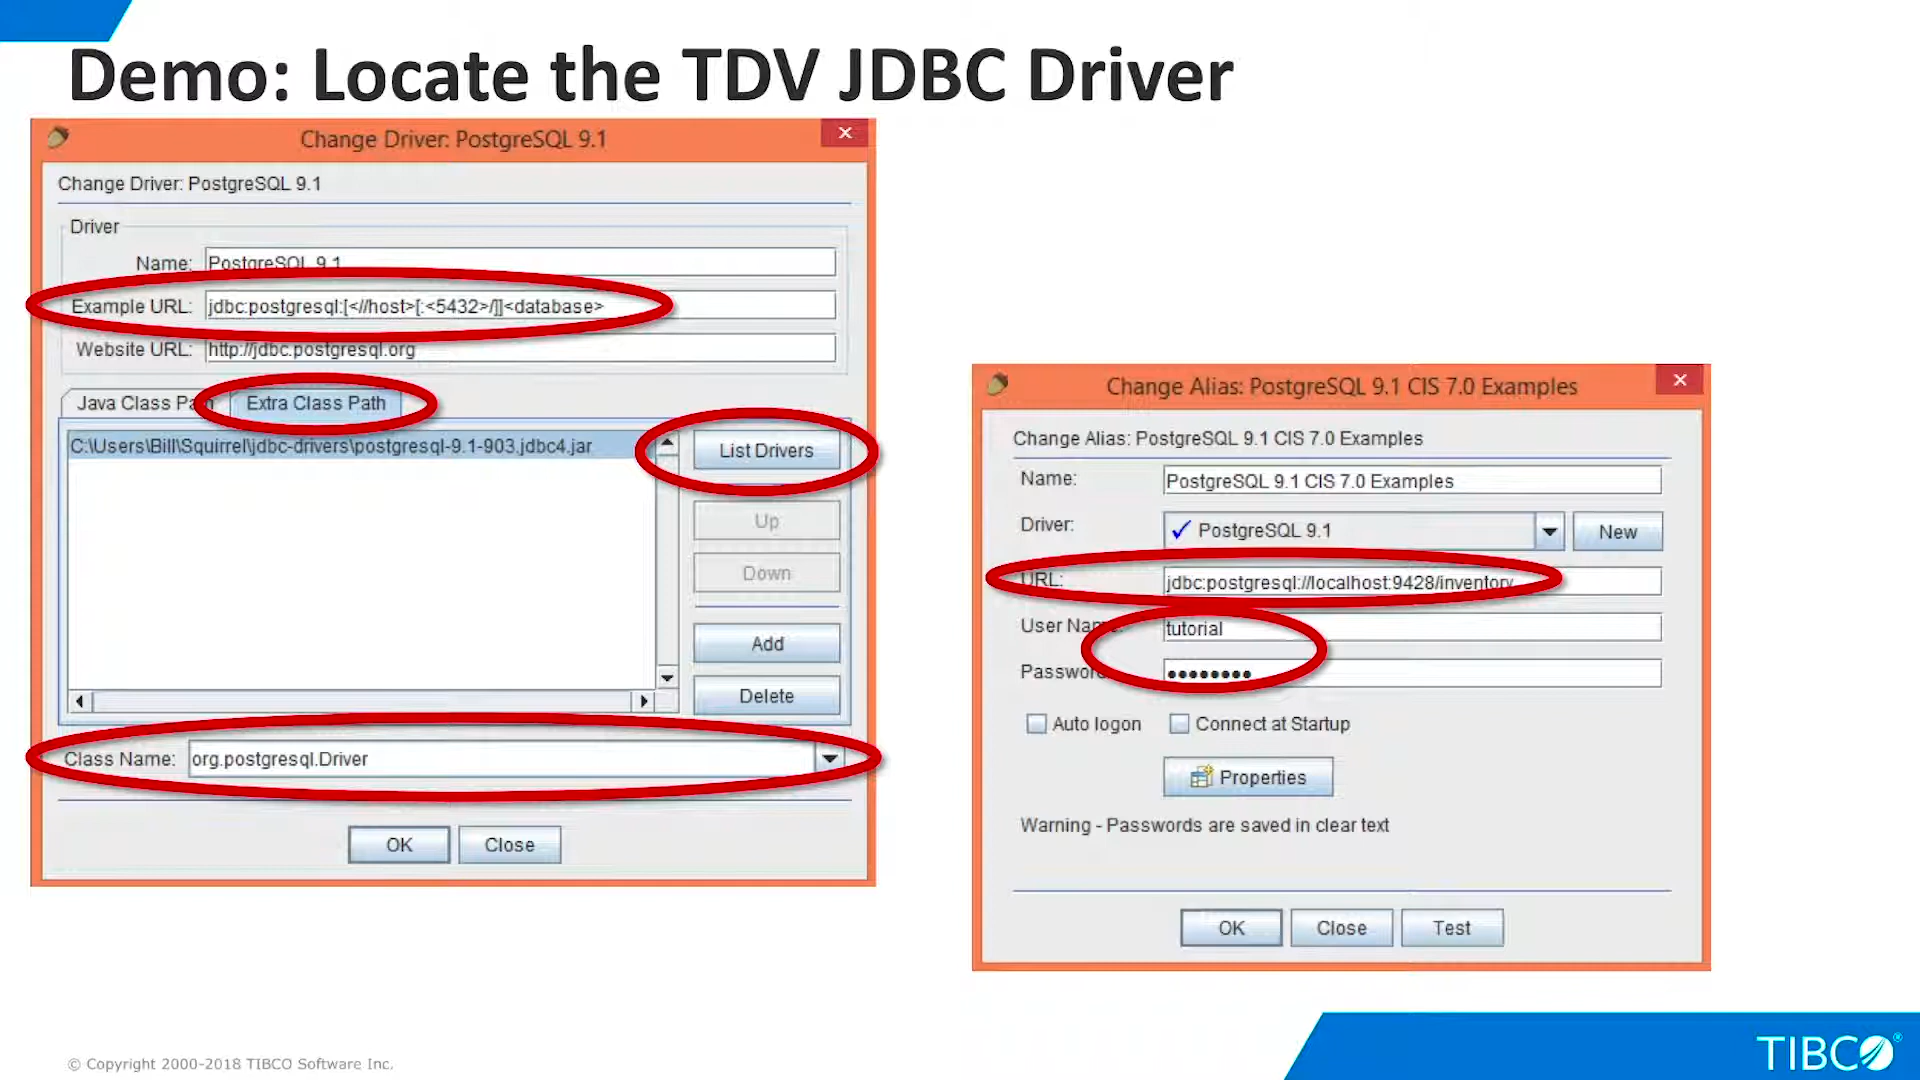 Demo: Locate the TDV JDBC Driver
Change Driver: PostgreSQL 9.1
Change Driver: PostgreSQL 9.1
Driver
Name: PostgreSQL 9.1
Example URL: jdbc:postgresql:[<//host>[:<5432>/]]<database>
Website URL: http://jdbc.postgresql.org
Java Class Path Extra Class Path
C:\Users\Bill\Squirrel\jdbc-drivers\postgresql-9.1-903.jdbc4.jar
List Drivers
Up
Down
Add
Delete
Class Name: org.postgresql.Driver
OK Close
Change Alias: PostgreSQL 9.1 CIS 7.0 Examples
Change Alias: PostgreSQL 9.1 CIS 7.0 Examples
Name: PostgreSQL 9.1 CIS 7.0 Examples
Driver: PostgreSQL 9.1 New
URL: jdbc:postgresql://localhost:9428/inventory
User Name: tutorial
Password: ●●●●●●●●
Auto logon Connect at Startup
Properties
Warning - Passwords are saved in clear text
OK Close Test
© Copyright 2000-2018 TIBCO Software Inc.
TIBCO®